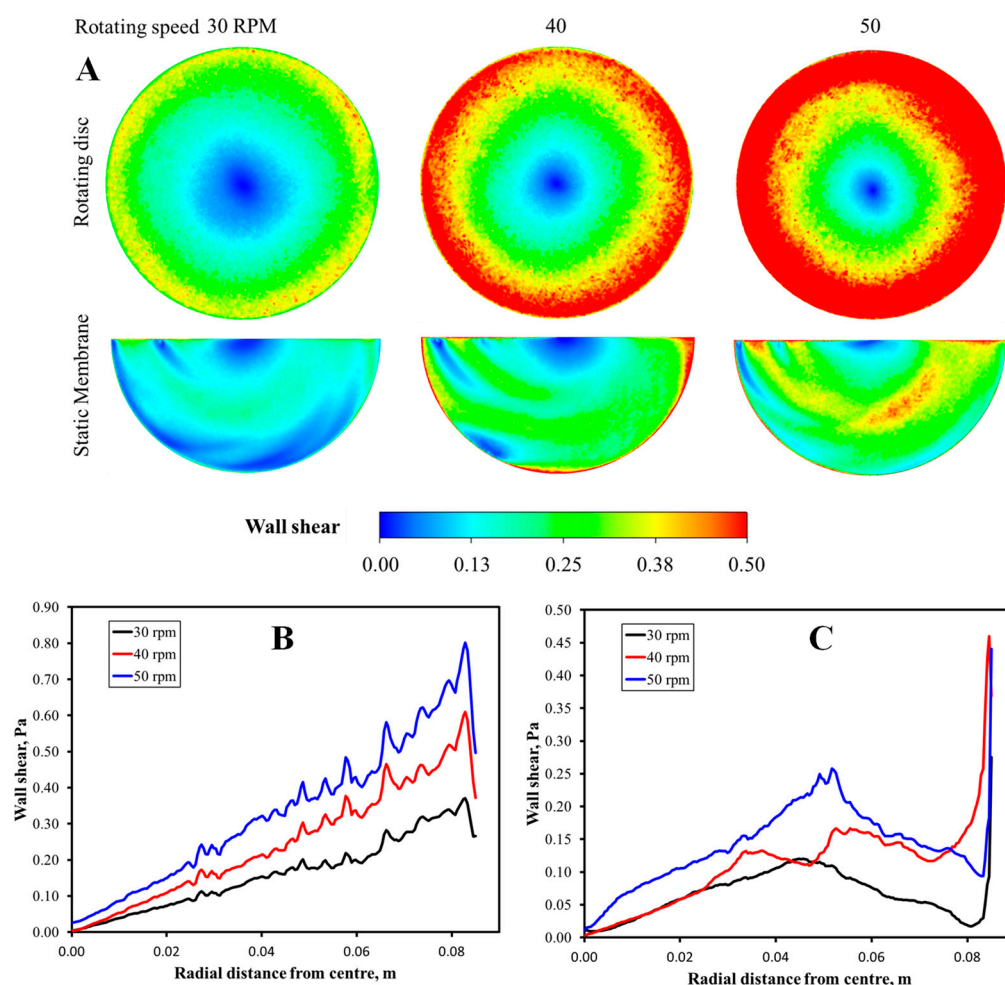 Rotating speed 30 RPM 40 50
A
Rotating disc
Static Membrane
Wall shear
0.00 0.13 0.25 0.38 0.50
B
0.90
0.80
0.70
0.60
0.50
0.40
0.30
0.20
0.10
0.00
Wall shear, Pa
30 rpm
40 rpm
50 rpm
0.00 0.02 0.04 0.06 0.08
Radial distance from centre, m
C
0.50
0.45
0.40
0.35
0.30
0.25
0.20
0.15
0.10
0.05
0.00
Wall shear, Pa
30 rpm
40 rpm
50 rpm
0.00 0.02 0.04 0.06 0.08
Radial distance from centre, m